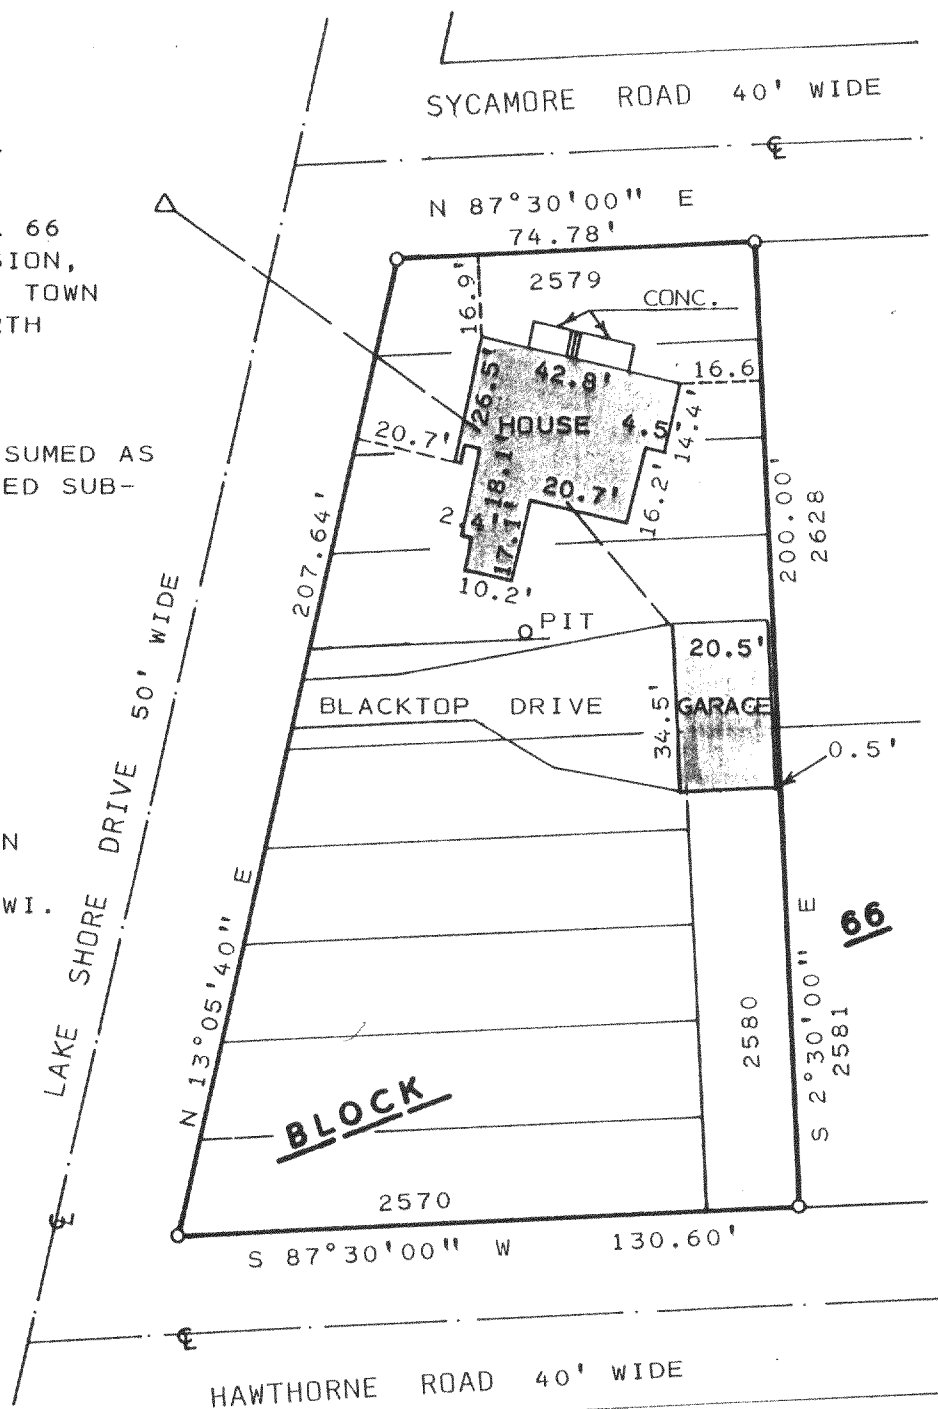 SYCAMORE ROAD 40' WIDE
℄
N 87°30'00" E
74.78'
66
SION,
TOWN
RTH
2579
16.9'
CONC.
42.8'
26.5'
HOUSE
4.5
14.4'
16.6
20.7'
SUMED AS
ED SUB-
18.1'
20.7'
16.2'
2.4'
17.1'
10.2'
207.64'
200.00'
2628
PIT
20.5'
BLACKTOP DRIVE
GARAGE
34.5'
0.5'
LAKE SHORE DRIVE 50' WIDE
N
WI.
N 13°05'40" E
66
2580
S 2°30'00" E
2581
BLOCK
2570
S 87°30'00" W 130.60'
℄
℄
HAWTHORNE ROAD 40' WIDE